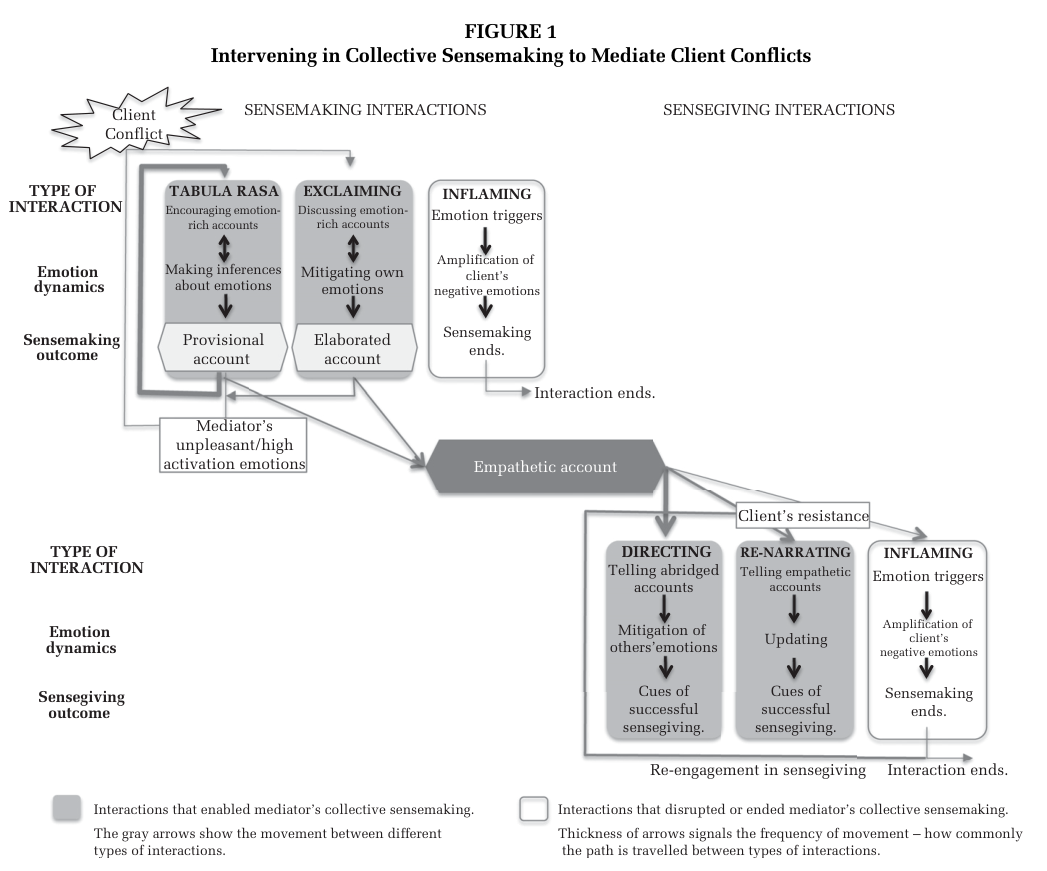 FIGURE 1
Intervening in Collective Sensemaking to Mediate Client Conflicts
Client
Conflict
SENSEMAKING INTERACTIONS
SENSEGIVING INTERACTIONS
TYPE OF
INTERACTION
Emotion
dynamics
Sensemaking
outcome
TABULA RASA
Encouraging emotion-
rich accounts
Making inferences
about emotions
Provisional
account
EXCLAIMING
Discussing emotion-
rich accounts
Mitigating own
emotions
Elaborated
account
INFLAMING
Emotion triggers
Amplification of
client's
negative emotions
Sensemaking
ends.
Interaction ends.
Mediator's
unpleasant/high
activation emotions
Empathetic account
Client's resistance
TYPE OF
INTERACTION
Emotion
dynamics
Sensegiving
outcome
DIRECTING
Telling abridged
accounts
Mitigation of
others'emotions
Cues of
successful
sensegiving.
RE-NARRATING
Telling empathetic
accounts
Updating
Cues of
successful
sensegiving.
INFLAMING
Emotion triggers
Amplification of
client's
negative emotions
Sensemaking
ends.
Re-engagement in sensegiving
Interaction ends.
Interactions that enabled mediator's collective sensemaking.
The gray arrows show the movement between different
types of interactions.
Interactions that disrupted or ended mediator's collective sensemaking.
Thickness of arrows signals the frequency of movement – how commonly
the path is travelled between types of interactions.